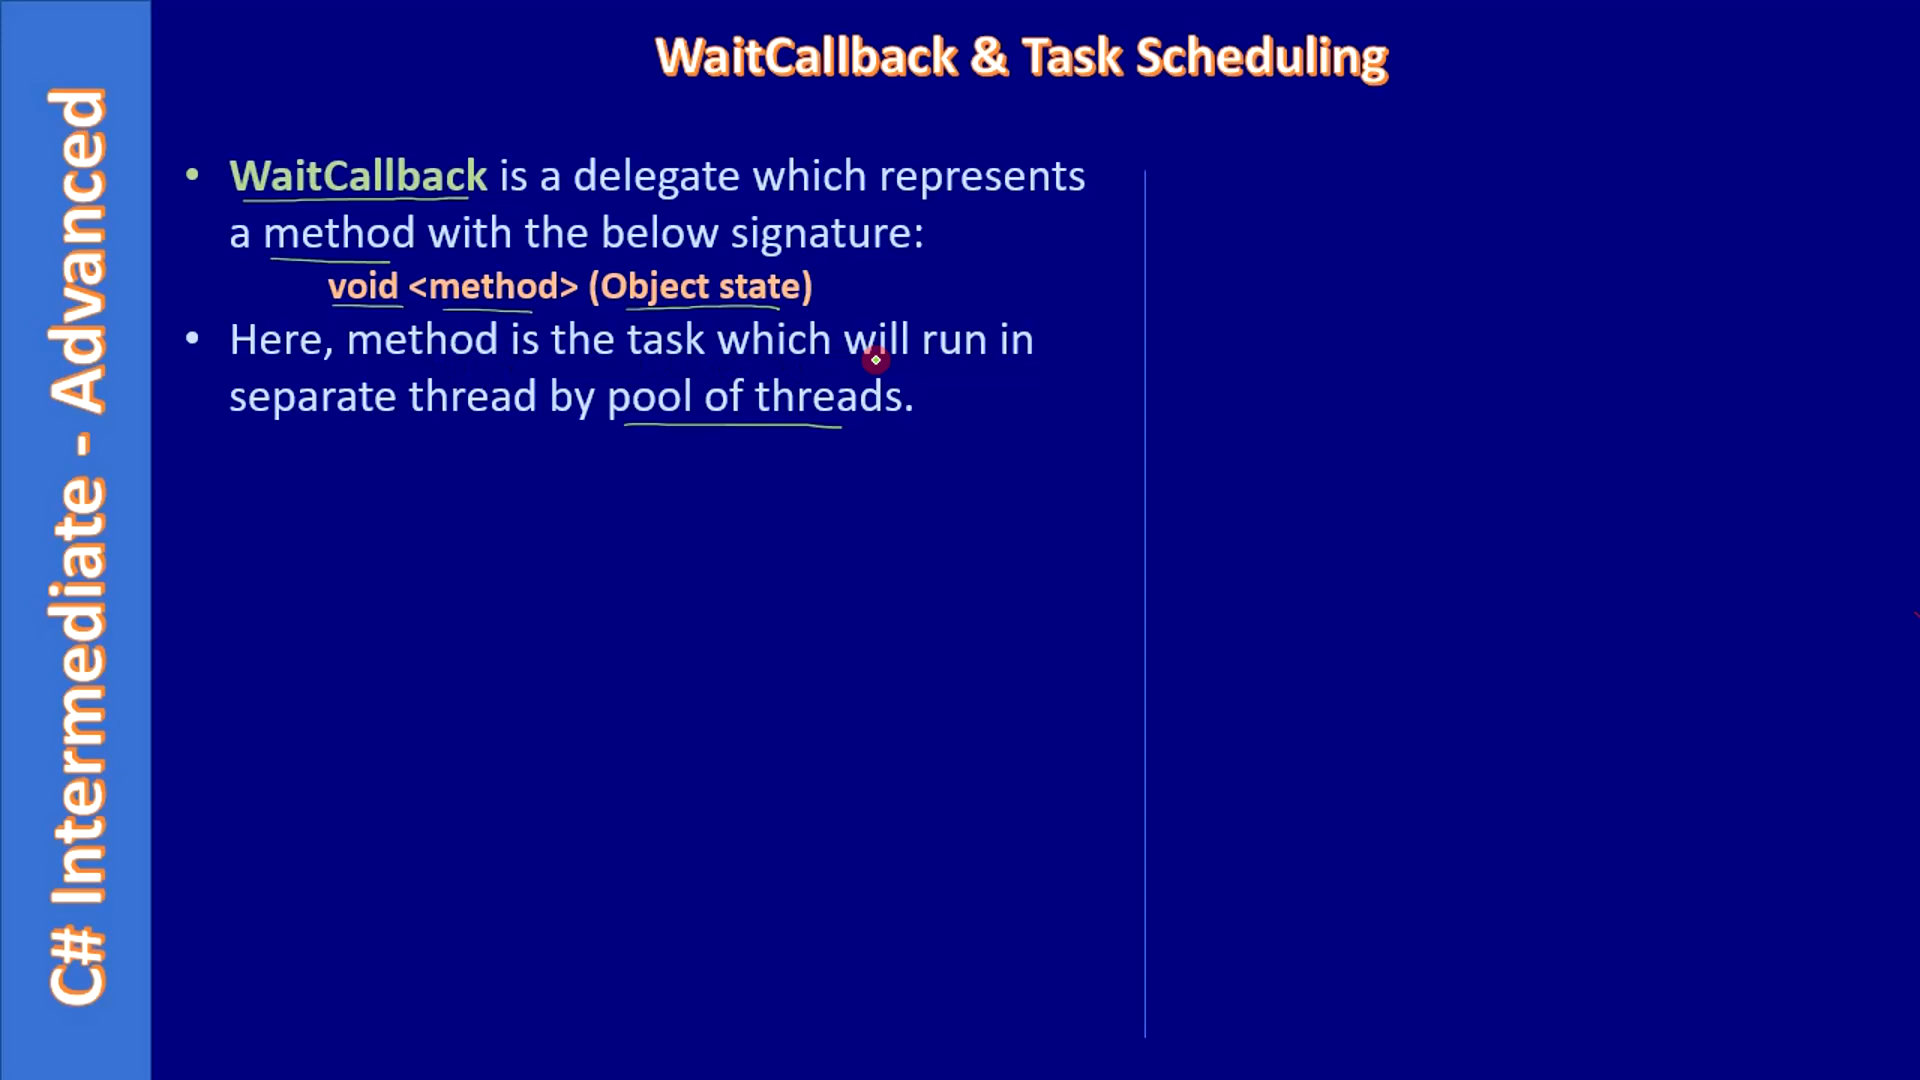 WaitCallback & Task Scheduling
C# Intermediate - Advanced
• WaitCallback is a delegate which represents
a method with the below signature:
void <method> (Object state)
• Here, method is the task which will run in
separate thread by pool of threads.